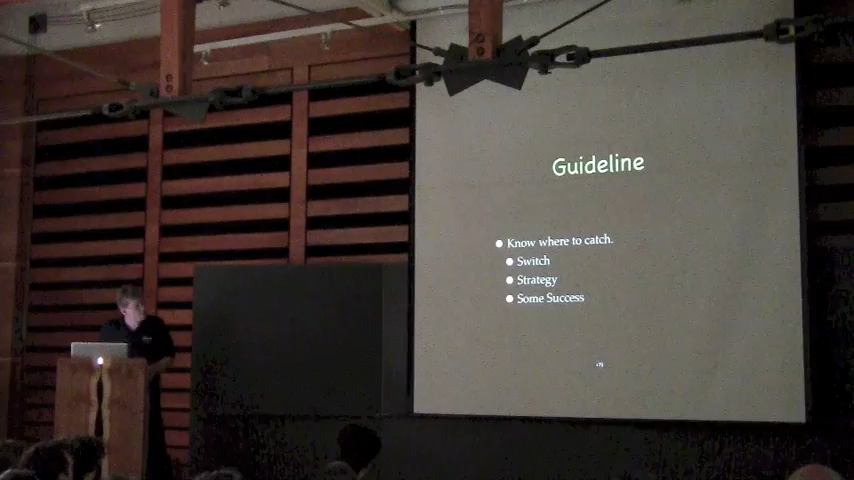 Guideline
Know where to catch.
Switch
Strategy
Some Success